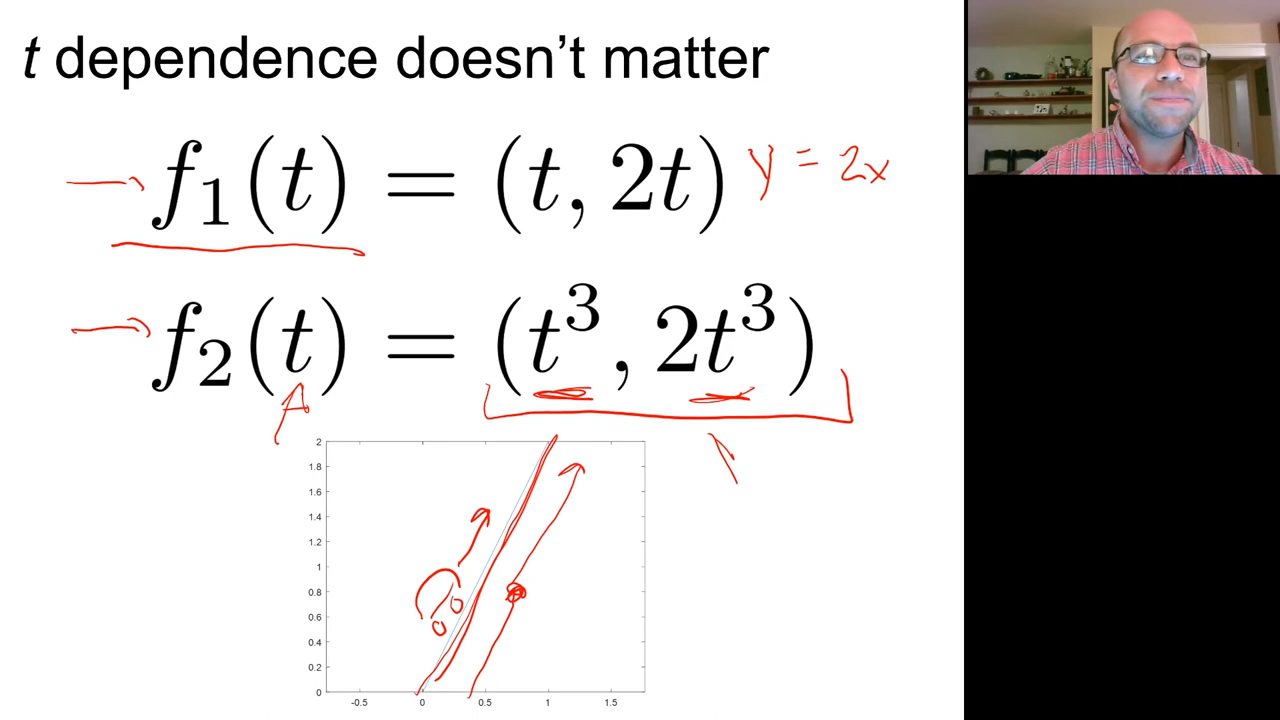 t dependence doesn't matter
f₁(t) = (t, 2t) y = 2x
f₂(t) = (t³, 2t³)
2
1.8
1.6
1.4
1.2
1
0.8
0.6
0.4
0.2
0
-0.5 0 0.5 1 1.5